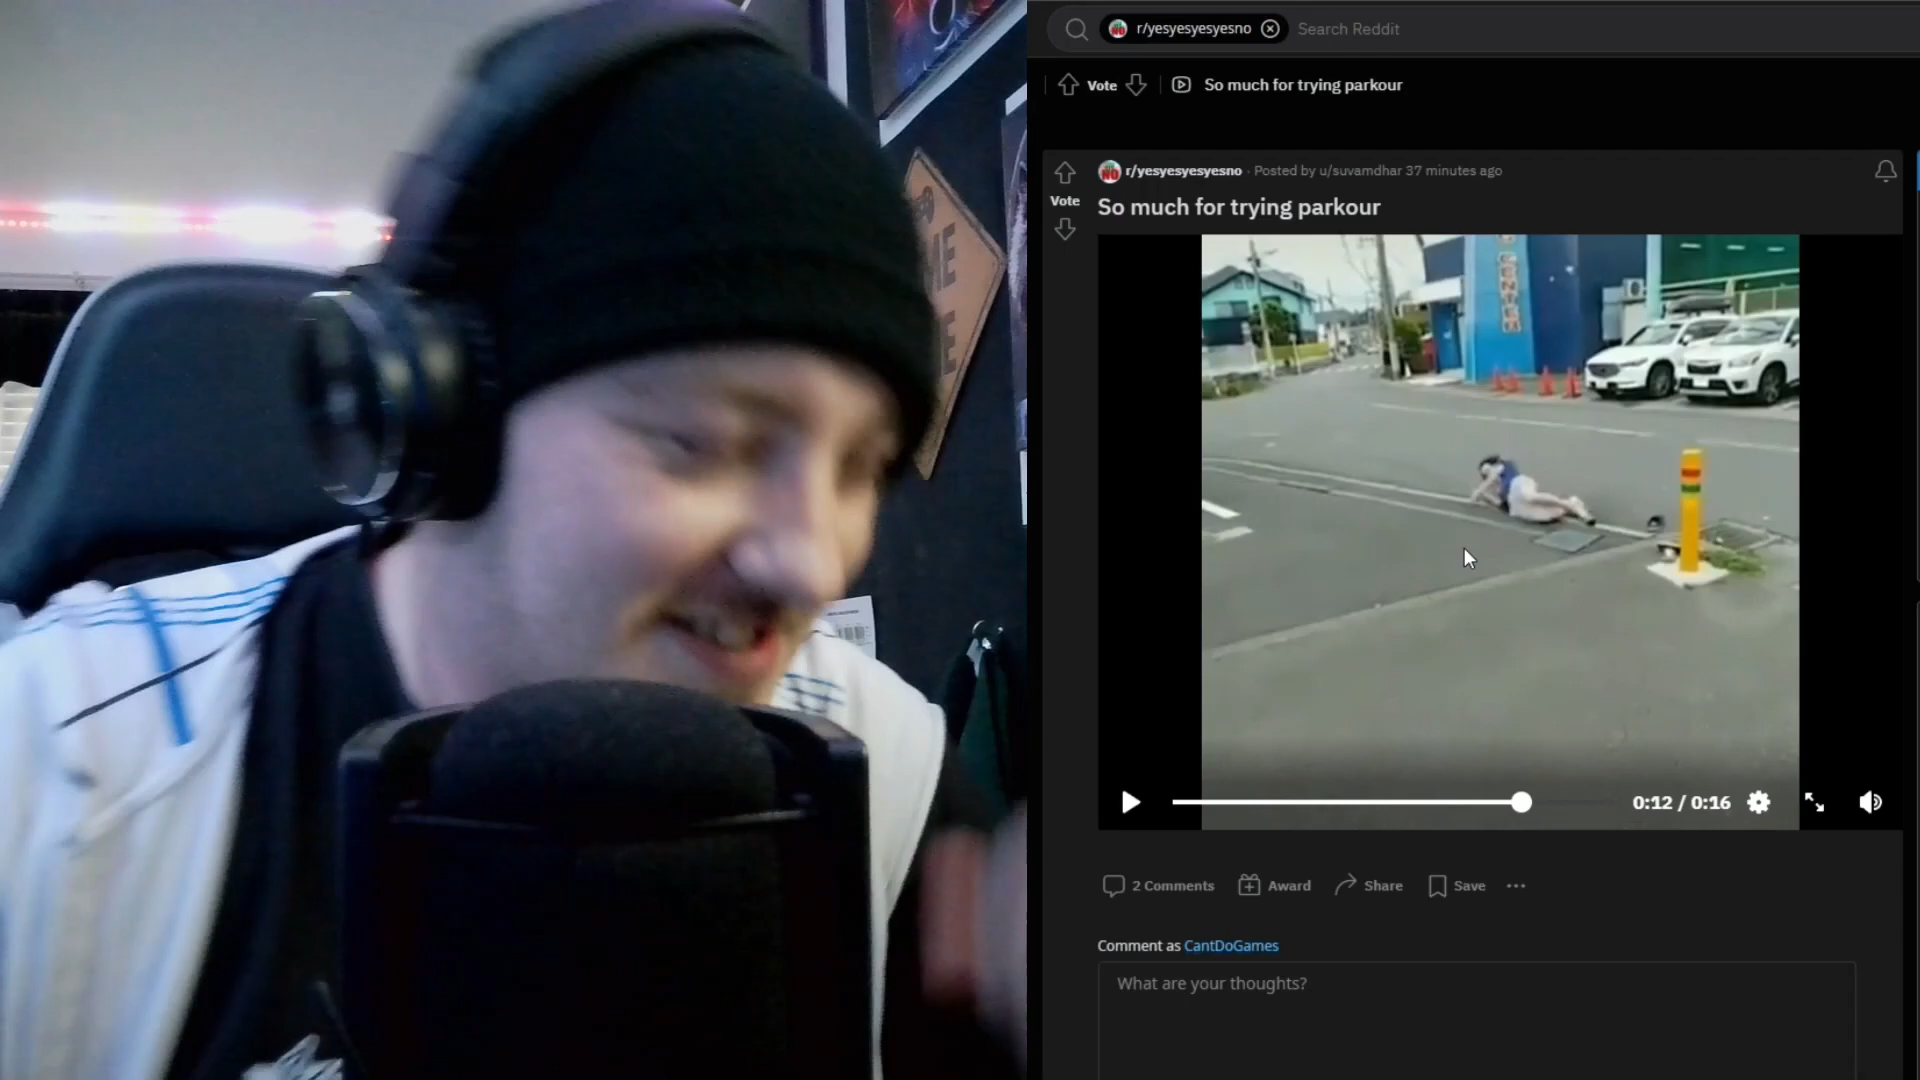 r/yesyesyesyesno
Search Reddit
Vote
So much for trying parkour
r/yesyesyesyesno · Posted by u/suvamdhar 37 minutes ago
Vote
So much for trying parkour
CENTER
0:12 / 0:16
2 Comments
Award
Share
Save
Comment as CantDoGames
What are your thoughts?